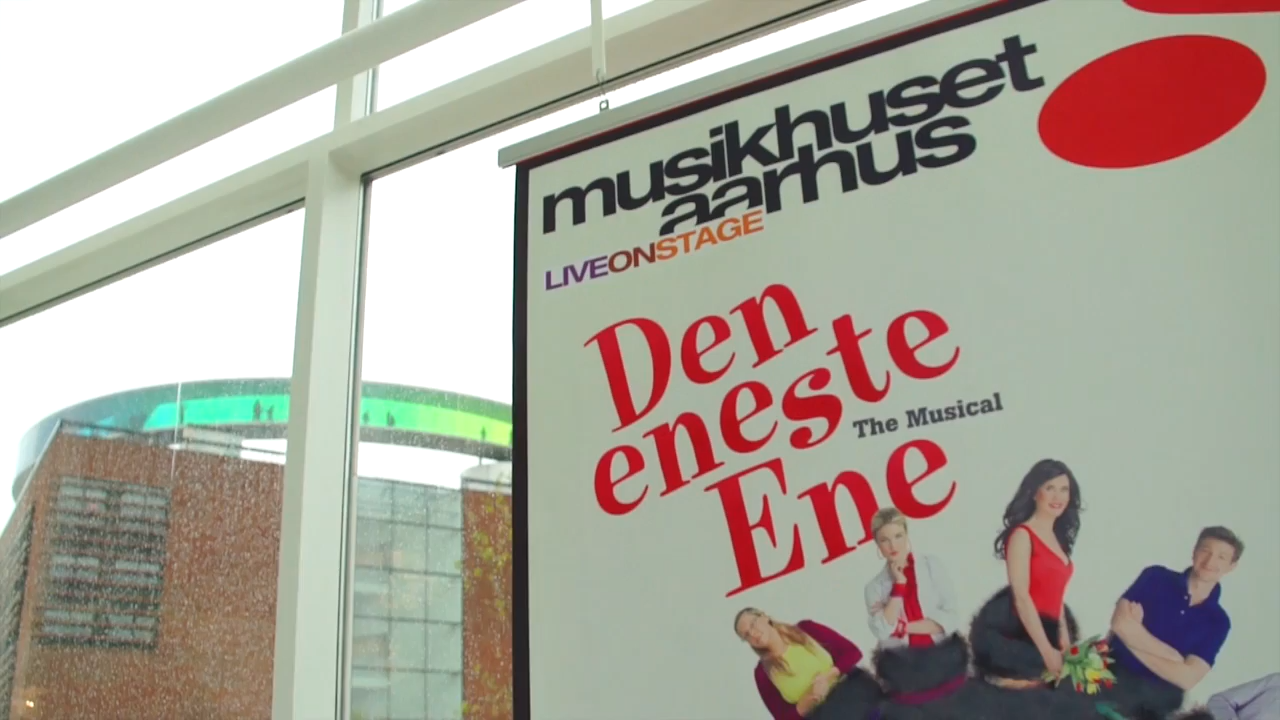 musikhuset
aarhus
LIVEONSTAGE
Den
eneste
The Musical
Ene